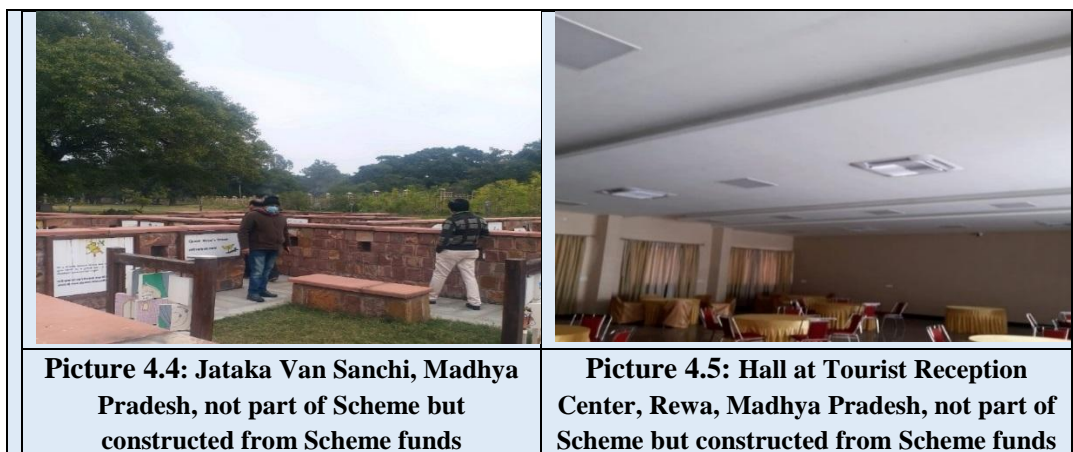 Picture 4.4: Jataka Van Sanchi, Madhya
Pradesh, not part of Scheme but
constructed from Scheme funds
Picture 4.5: Hall at Tourist Reception
Center, Rewa, Madhya Pradesh, not part of
Scheme but constructed from Scheme funds